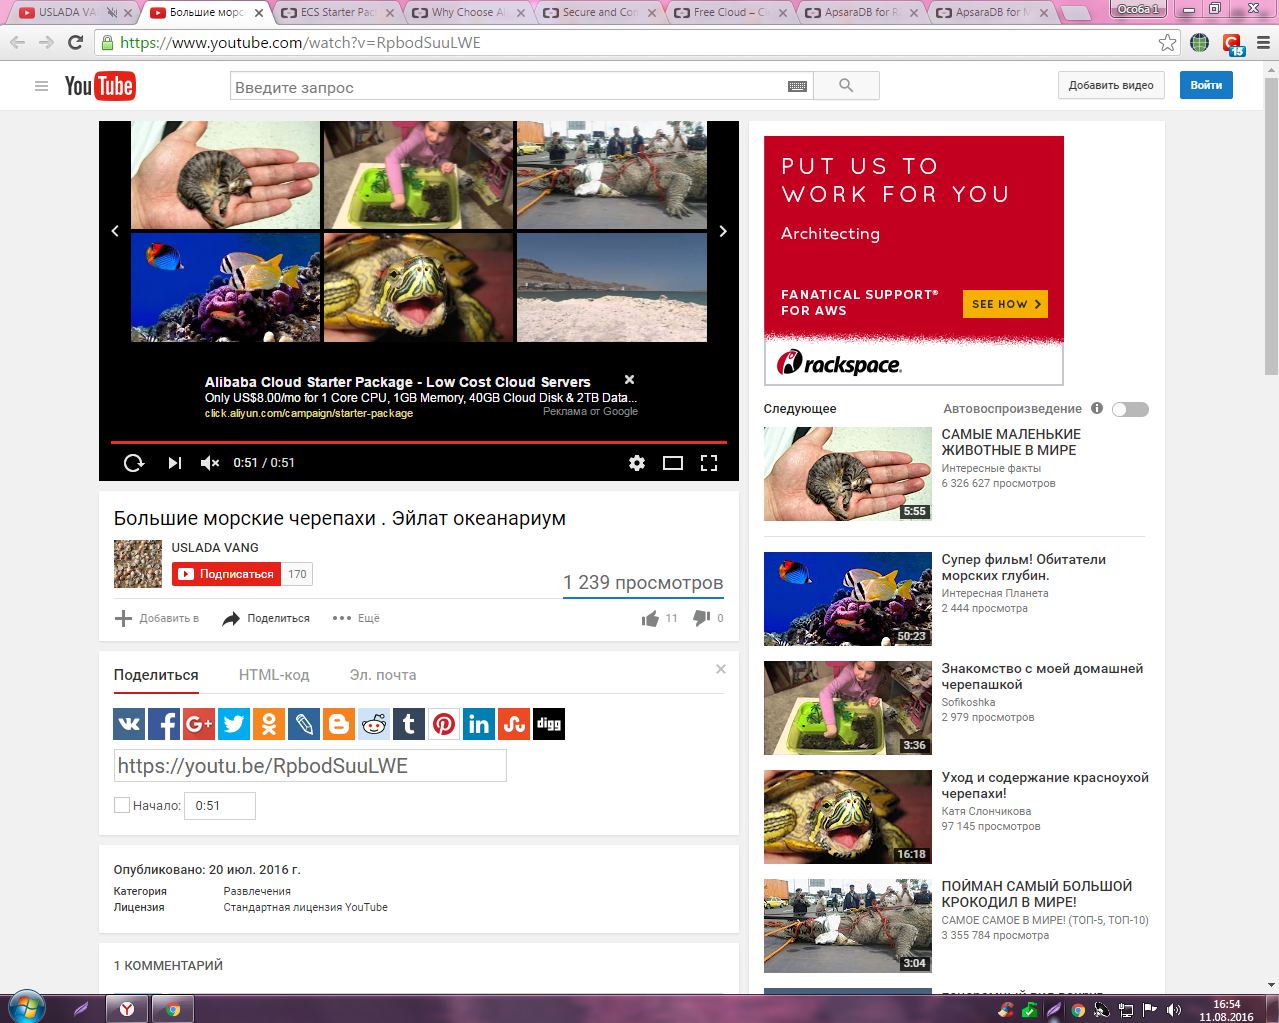 USLADA VA
Большие морс
ECS Starter Pac
Why Choose Al
Secure and Con
Free Cloud – Cl
ApsaraDB for R
ApsaraDB for M
Особа 1
https://www.youtube.com/watch?v=RpbodSuuLWE
15
YouTube
Введите запрос
Добавить видео
Войти
Alibaba Cloud Starter Package - Low Cost Cloud Servers
Only US$8.00/mo for 1 Core CPU, 1GB Memory, 40GB Cloud Disk & 2TB Data...
click.aliyun.com/campaign/starter-package
Реклама от Google
0:51 / 0:51
Большие морские черепахи . Эйлат океанариум
USLADA VANG
Подписаться 170
1 239 просмотров
Добавить в Поделиться Ещё 11 0
Поделиться HTML-код Эл. почта
digg
https://youtu.be/RpbodSuuLWE
Начало: 0:51
Опубликовано: 20 июл. 2016 г.
Категория Развлечения
Лицензия Стандартная лицензия YouTube
1 КОММЕНТАРИЙ
PUT US TO
WORK FOR YOU
Architecting
FANATICAL SUPPORT®
FOR AWS
SEE HOW
rackspace.
Следующее Автовоспроизведение
САМЫЕ МАЛЕНЬКИЕ
ЖИВОТНЫЕ В МИРЕ
Интересные факты
6 326 627 просмотров
5:55
Супер фильм! Обитатели
морских глубин.
Интересная Планета
2 444 просмотра
50:23
Знакомство с моей домашней
черепашкой
Sofikoshka
2 979 просмотров
3:36
Уход и содержание красноухой
черепахи!
Катя Слончикова
97 145 просмотров
16:18
ПОЙМАН САМЫЙ БОЛЬШОЙ
КРОКОДИЛ В МИРЕ!
САМОЕ САМОЕ В МИРЕ! (ТОП-5, ТОП-10)
3 355 784 просмотра
3:04
16:54
11.08.2016